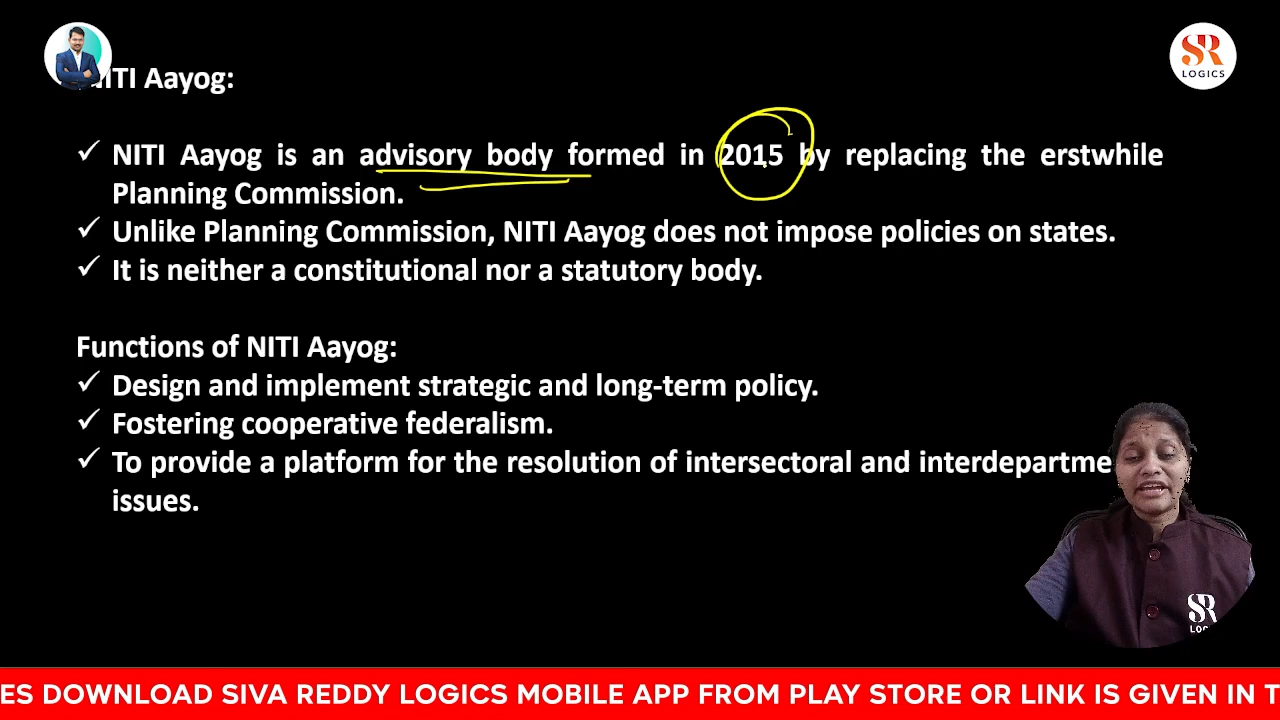 SR
LOGICS
NITI Aayog:
✓ NITI Aayog is an advisory body formed in 2015 by replacing the erstwhile
Planning Commission.
✓ Unlike Planning Commission, NITI Aayog does not impose policies on states.
✓ It is neither a constitutional nor a statutory body.
Functions of NITI Aayog:
✓ Design and implement strategic and long-term policy.
✓ Fostering cooperative federalism.
✓ To provide a platform for the resolution of intersectoral and interdepartme
issues.
SR
LOG
ES DOWNLOAD SIVA REDDY LOGICS MOBILE APP FROM PLAY STORE OR LINK IS GIVEN IN T